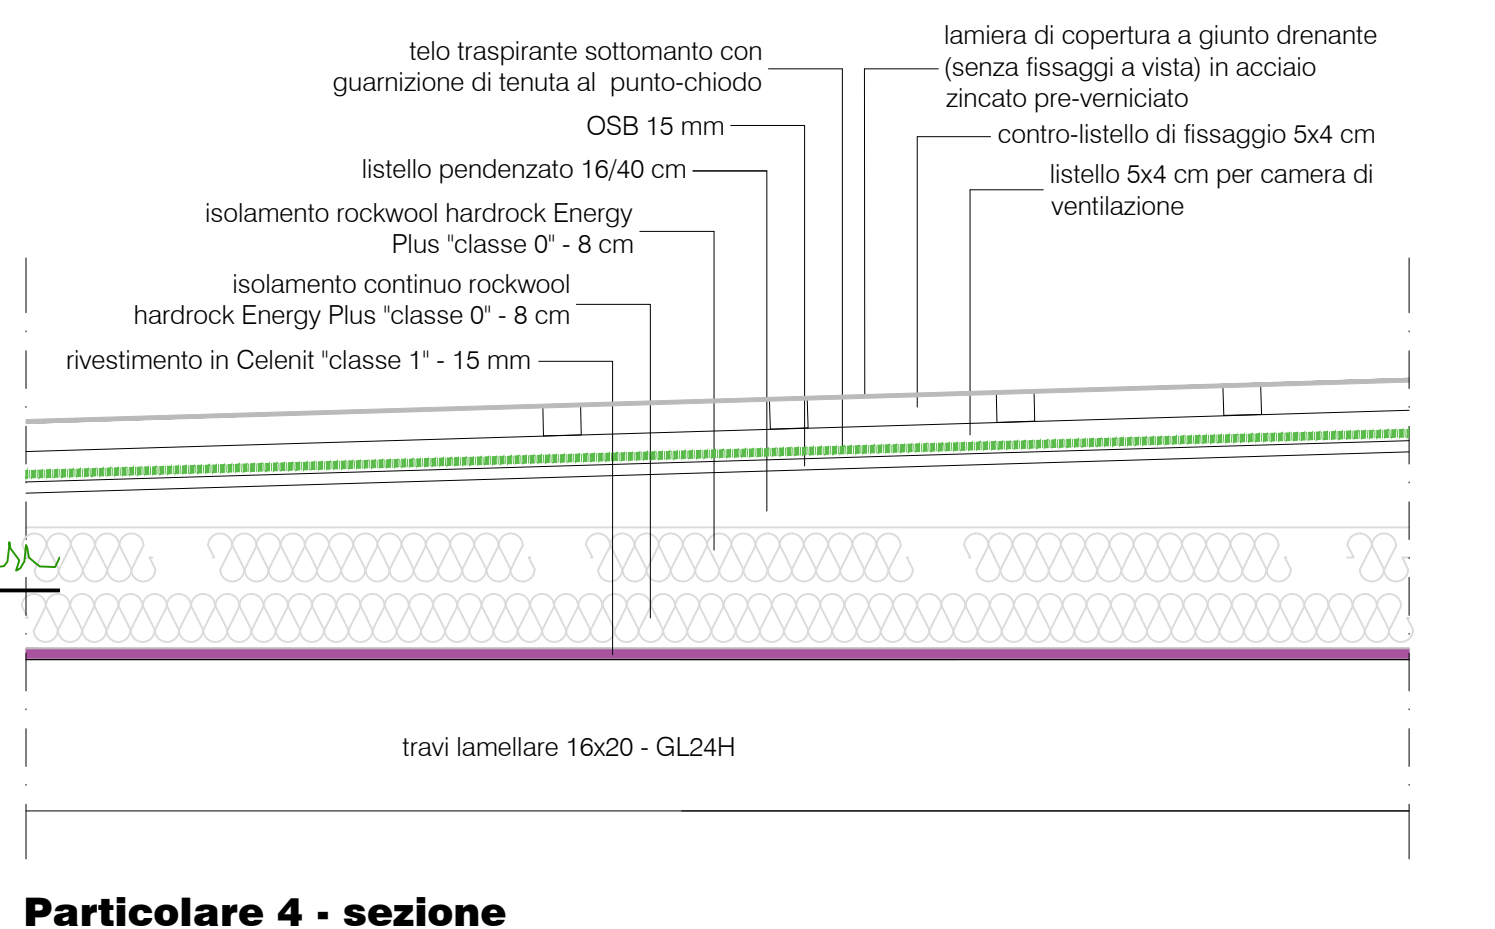 telo traspirante sottomanto con
guarnizione di tenuta al  punto-chiodo
OSB 15 mm
listello pendenzato 16/40 cm
isolamento rockwool hardrock Energy
Plus "classe 0" - 8 cm
isolamento continuo rockwool
hardrock Energy Plus "classe 0" - 8 cm
rivestimento in Celenit "classe 1" - 15 mm
lamiera di copertura a giunto drenante
(senza fissaggi a vista) in acciaio
zincato pre-verniciato
contro-listello di fissaggio 5x4 cm
listello 5x4 cm per camera di
ventilazione
travi lamellare 16x20 - GL24H
Particolare 4 - sezione